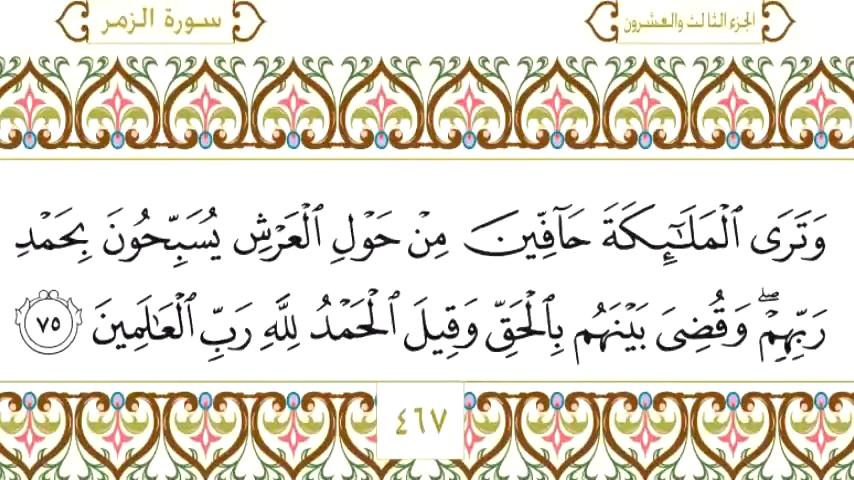 الجزء الثالث والعشرون
سورة الزمر
وَتَرَى ٱلْمَلَٰٓئِكَةَ حَآفِّينَ مِنْ حَوْلِ ٱلْعَرْشِ يُسَبِّحُونَ بِحَمْدِ
رَبِّهِمْۖ وَقُضِىَ بَيْنَهُم بِٱلْحَقِّ وَقِيلَ ٱلْحَمْدُ لِلَّهِ رَبِّ ٱلْعَٰلَمِينَ ٧٥
٤٦٧